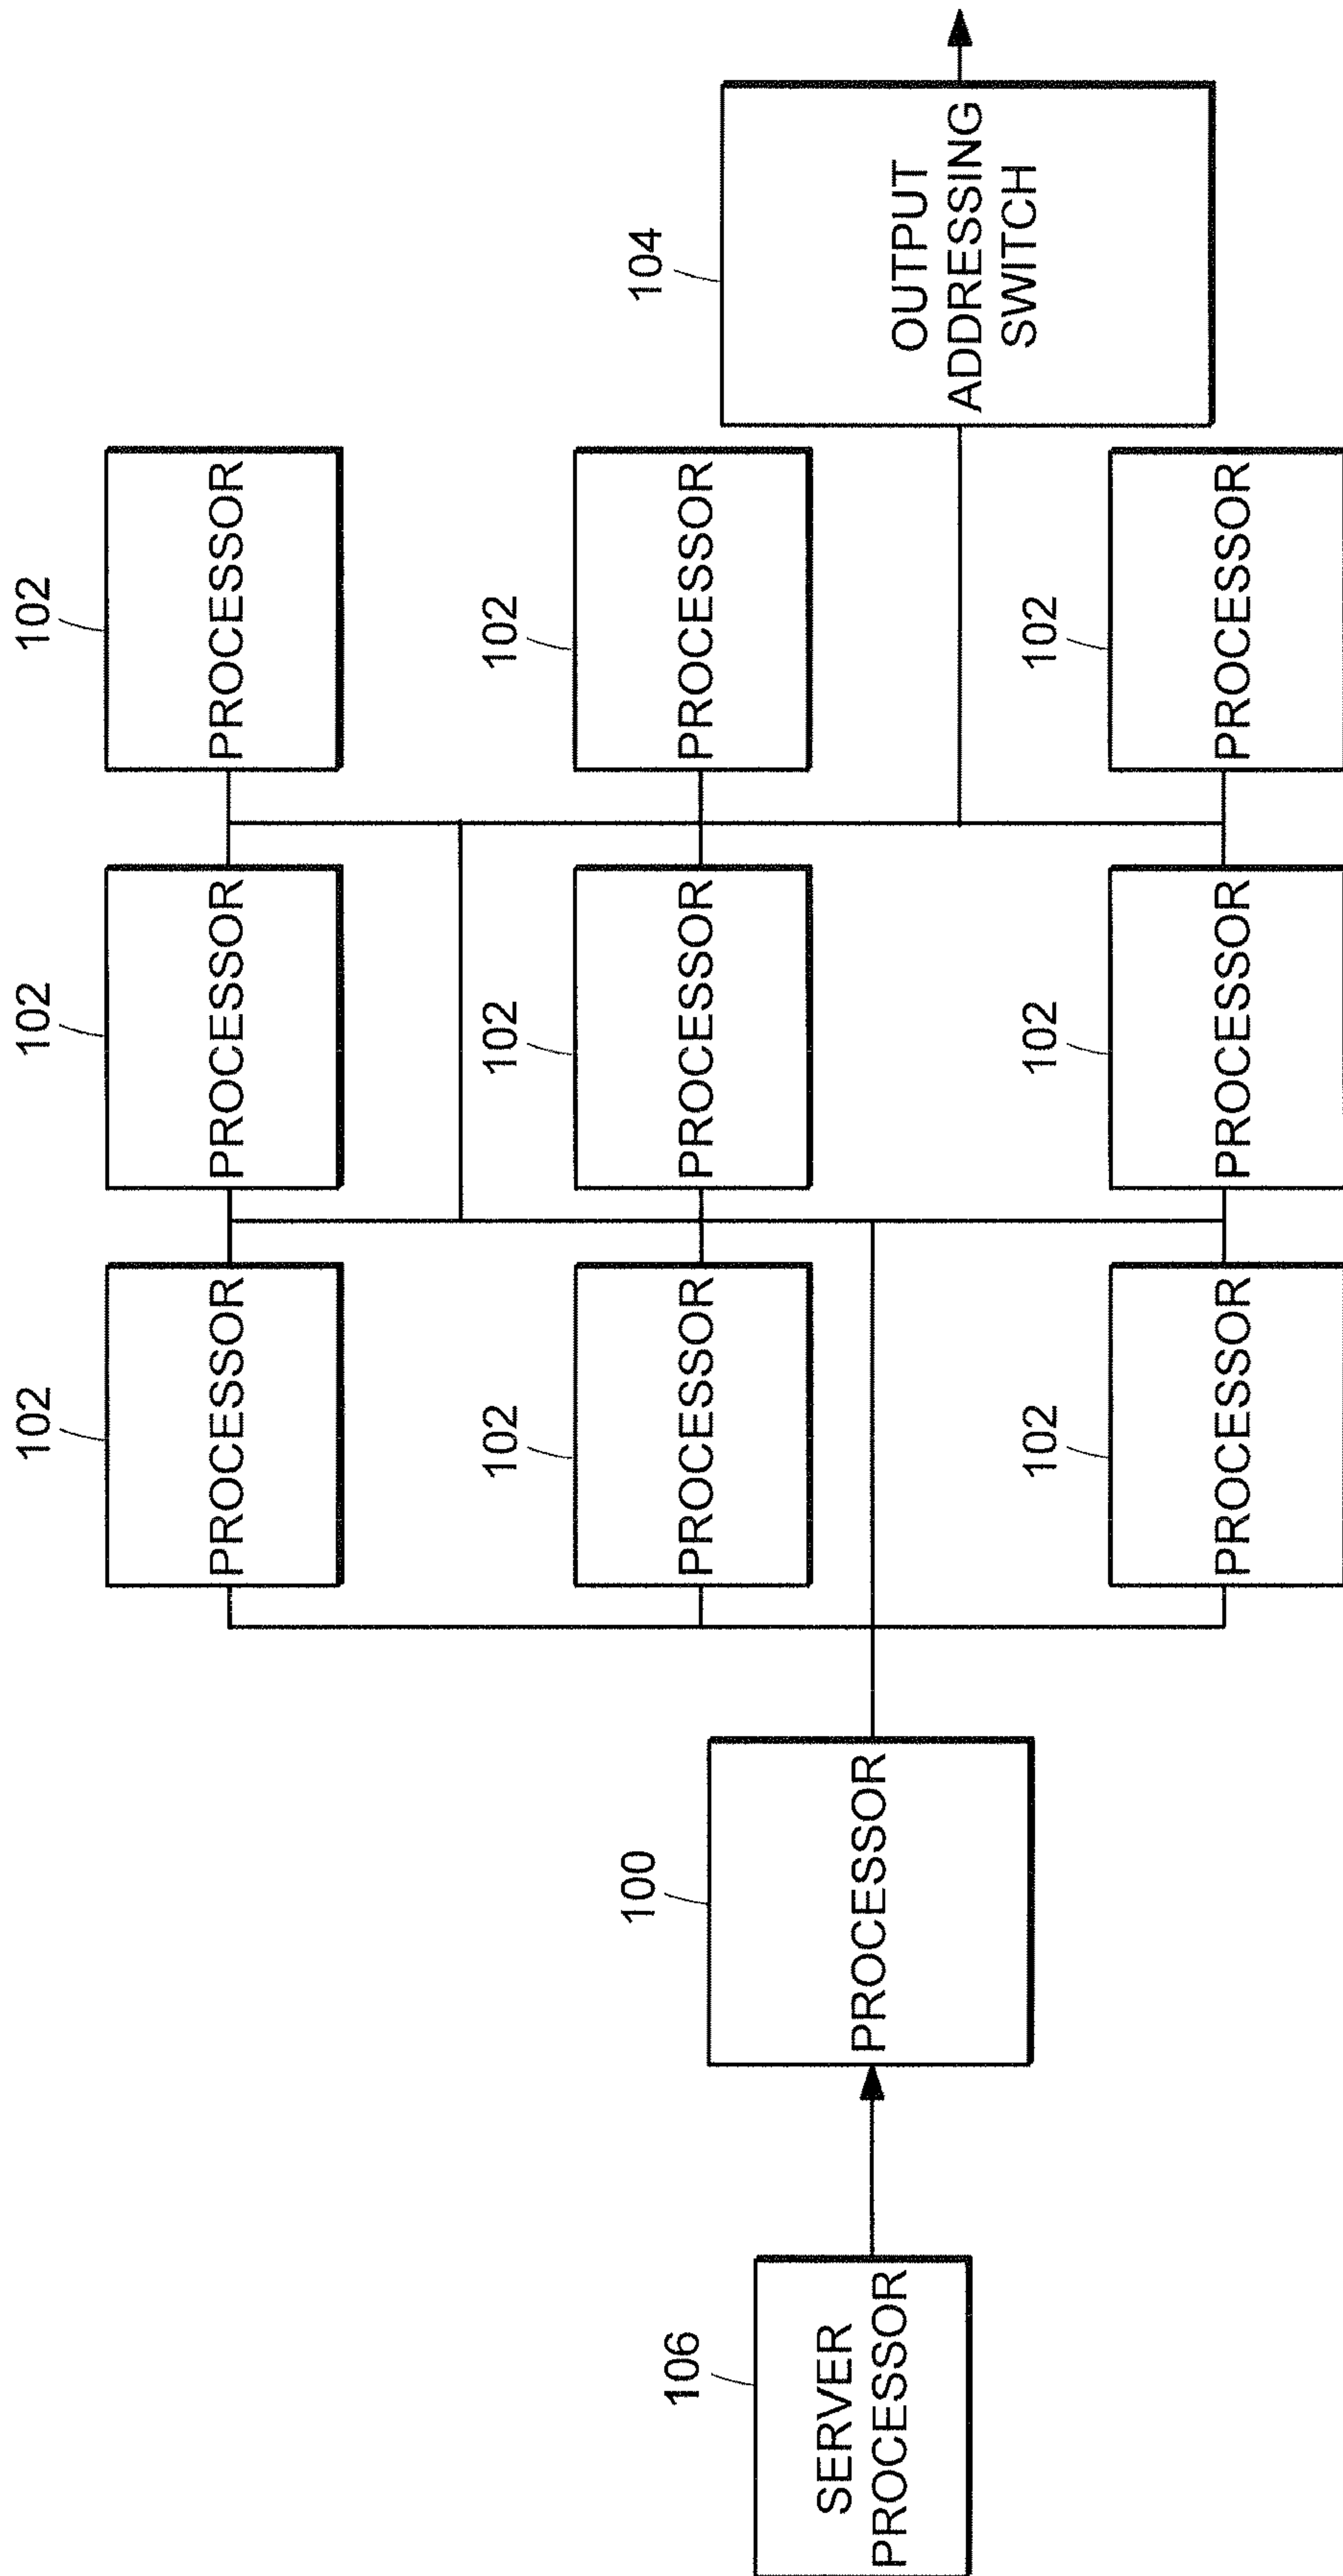 102
102
102
PROCESSOR
PROCESSOR
PROCESSOR
106
100
102
102
102
104
SERVER
PROCESSOR
PROCESSOR
PROCESSOR
PROCESSOR
PROCESSOR
OUTPUT
ADDRESSING
SWITCH
102
102
102
PROCESSOR
PROCESSOR
PROCESSOR